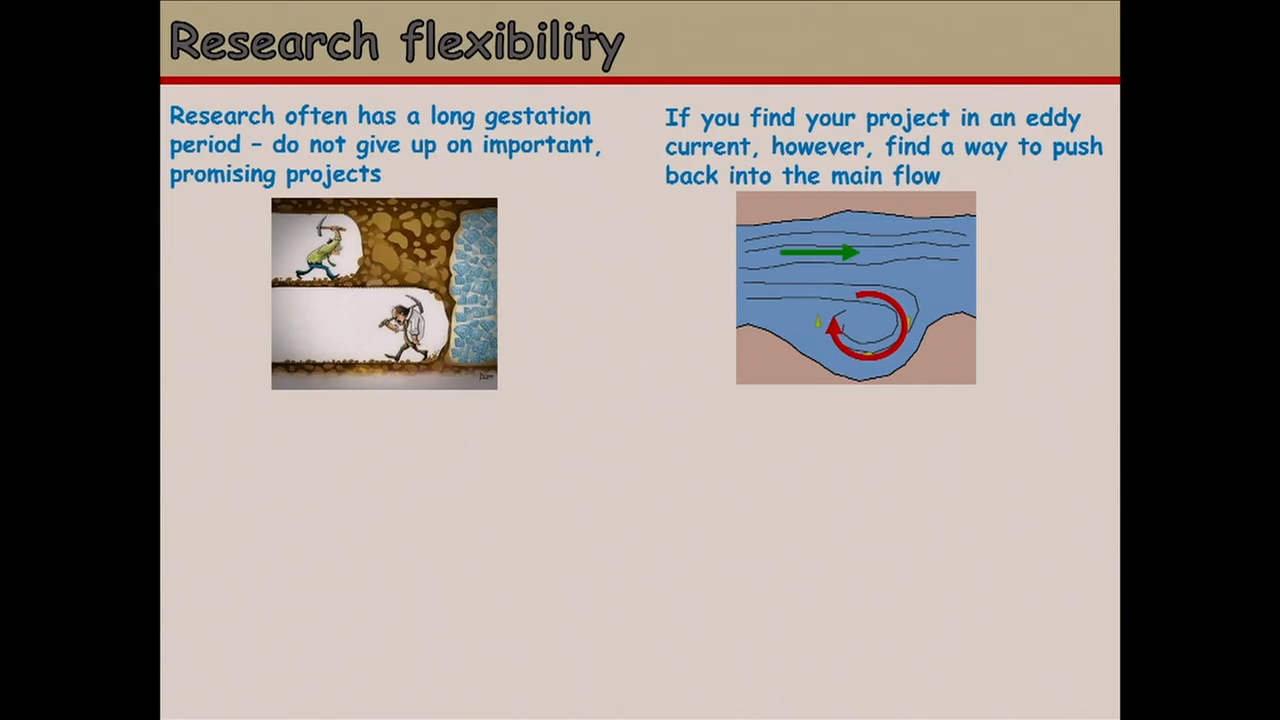 Research flexibility
Research often has a long gestation
period – do not give up on important,
promising projects
If you find your project in an eddy
current, however, find a way to push
back into the main flow